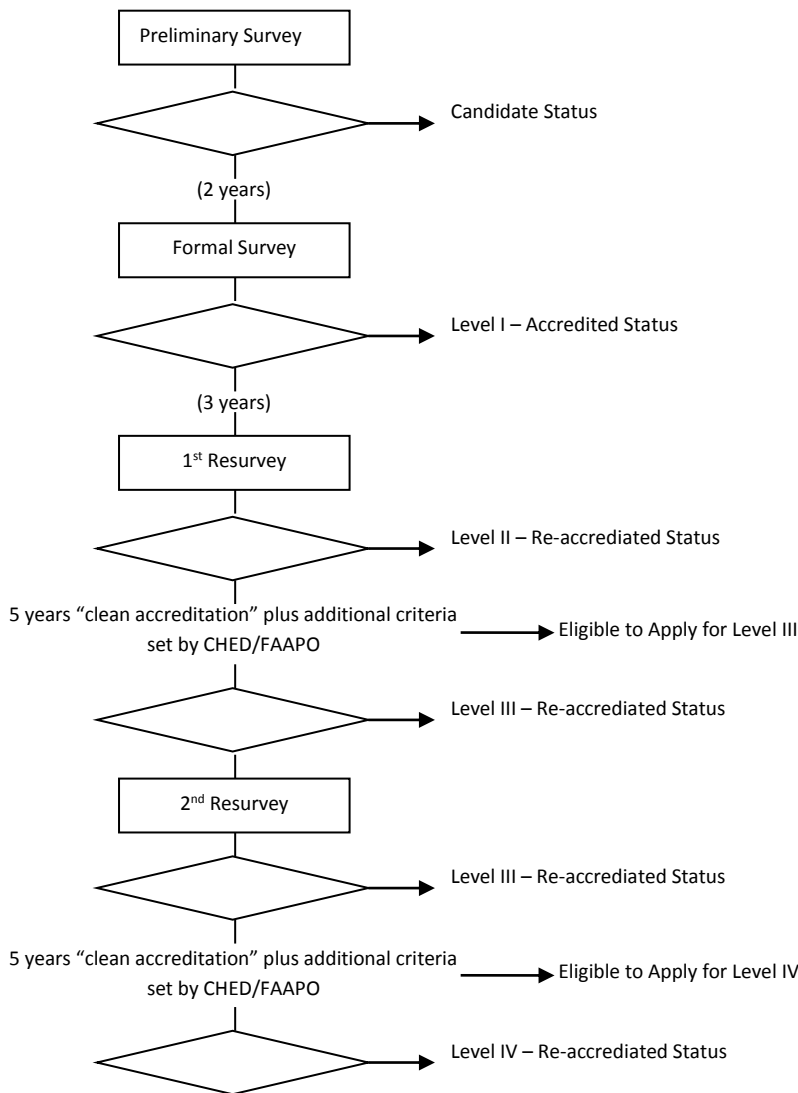 Preliminary Survey
Candidate Status
(2 years)
Formal Survey
Level I – Accredited Status
(3 years)
1st Resurvey
Level II – Re-accrediated Status
5 years “clean accreditation” plus additional criteria
set by CHED/FAAPO
Eligible to Apply for Level III
Level III – Re-accrediated Status
2nd Resurvey
Level III – Re-accrediated Status
5 years “clean accreditation” plus additional criteria
set by CHED/FAAPO
Eligible to Apply for Level IV
Level IV – Re-accrediated Status